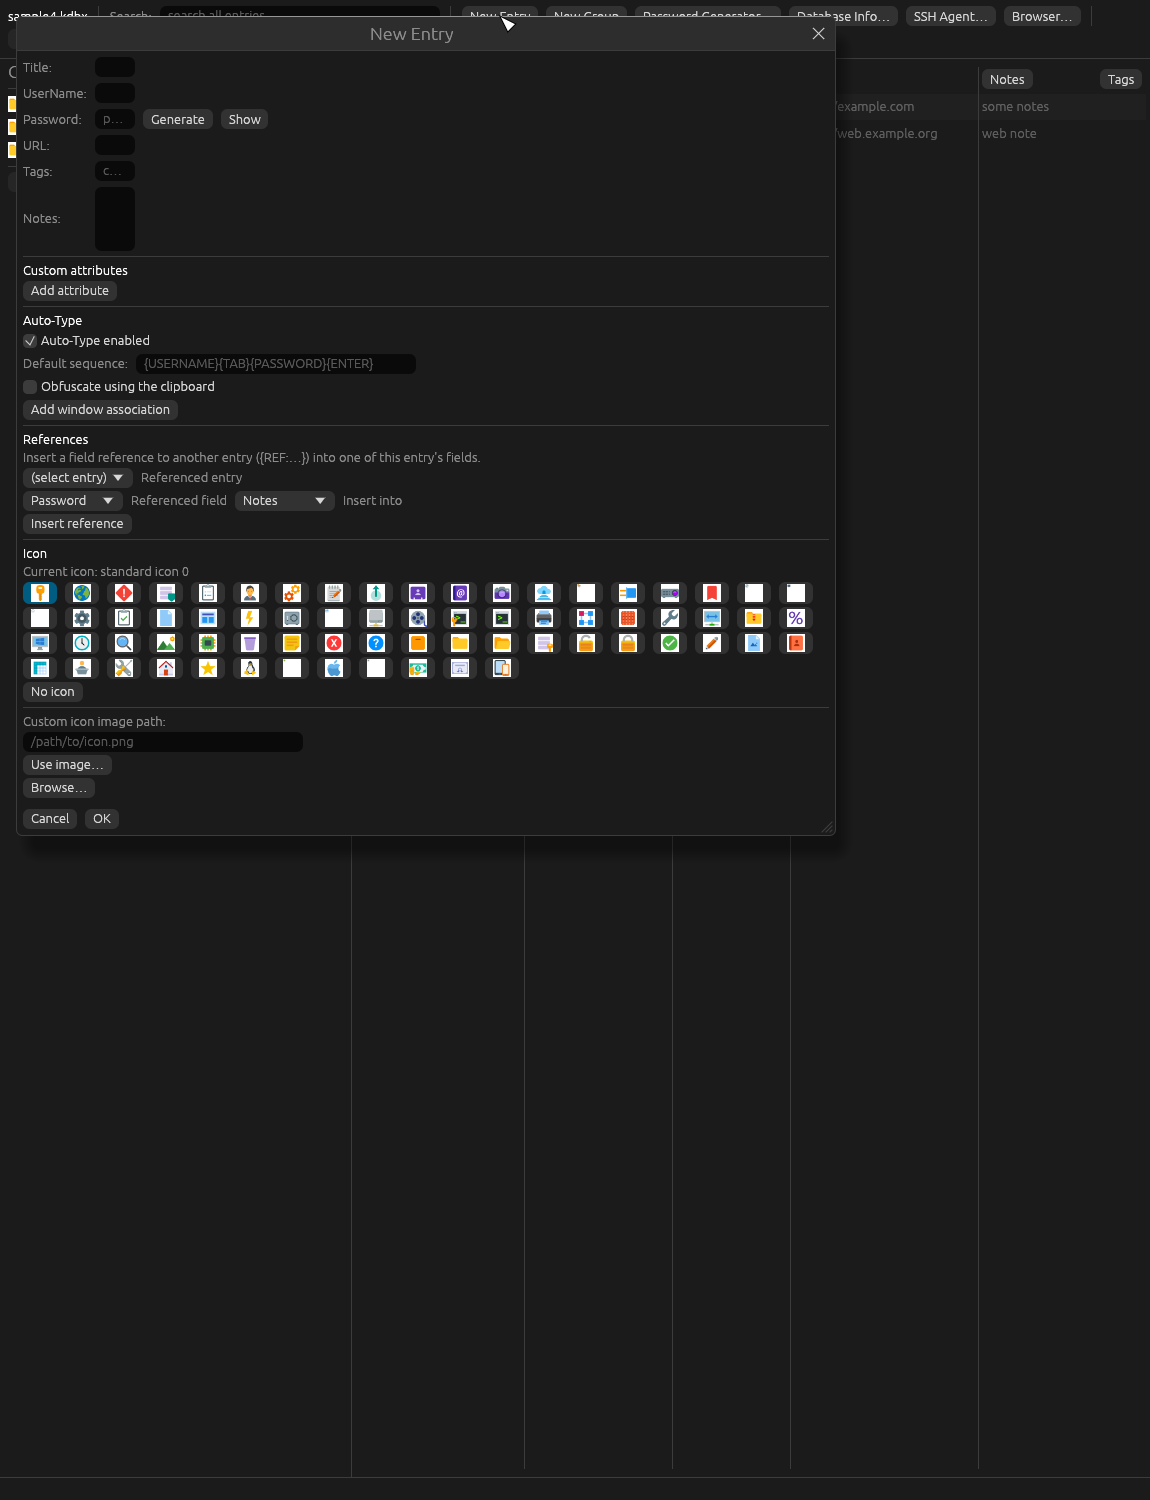 New Entry
Database Info... SSH Agent... Browser...
Title:
UserName:
Password: p... Generate Show
URL:
Tags: c...
Notes:
Notes Tags
example.com some notes
web.example.org web note
Custom attributes
Add attribute
Auto-Type
Auto-Type enabled
Default sequence: {USERNAME}{TAB}{PASSWORD}{ENTER}
Obfuscate using the clipboard
Add window association
References
Insert a field reference to another entry ({REF:...}) into one of this entry's fields.
(select entry) Referenced entry
Password Referenced field Notes Insert into
Insert reference
Icon
Current icon: standard icon 0
No icon
Custom icon image path:
/path/to/icon.png
Use image...
Browse...
Cancel OK